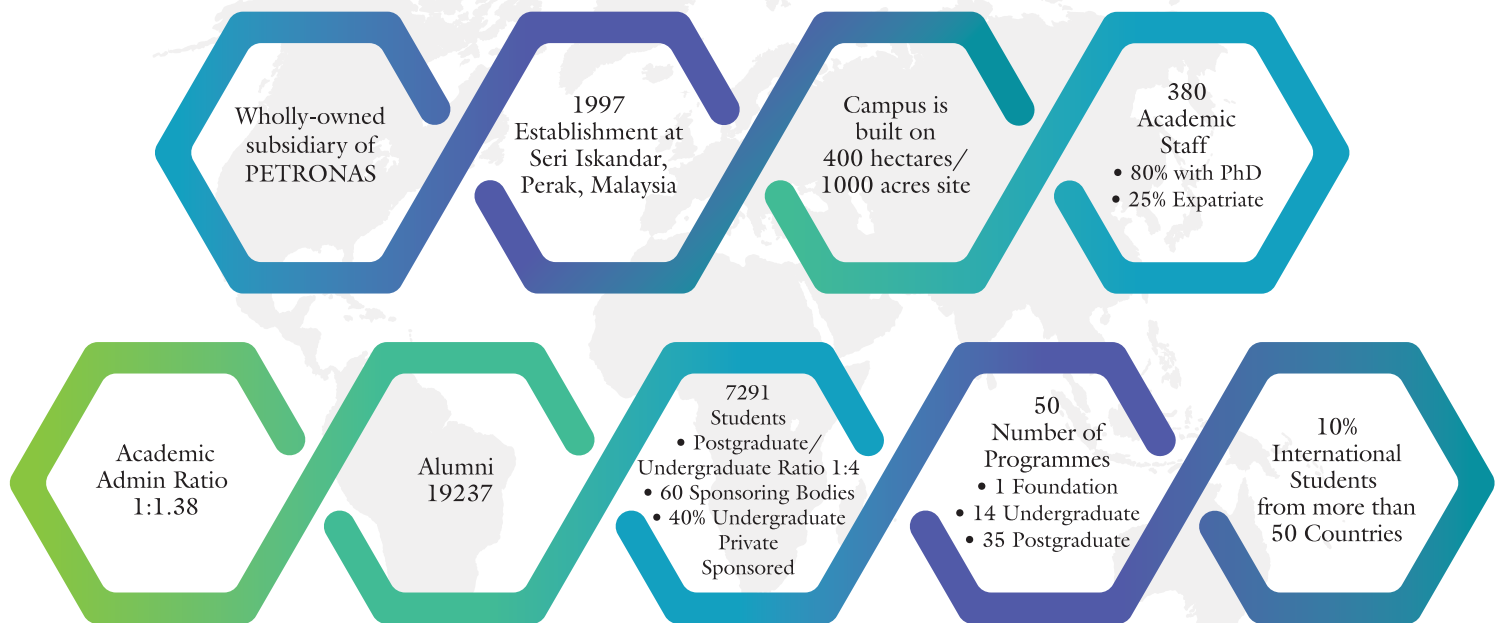 Wholly-owned
subsidiary of
PETRONAS
1997
Establishment at
Seri Iskandar,
Perak, Malaysia
Campus is
built on
400 hectares/
1000 acres site
380
Academic
Staff
• 80% with PhD
• 25% Expatriate
Academic
Admin Ratio
1:1.38
Alumni
19237
7291
Students
• Postgraduate/
Undergraduate Ratio 1:4
• 60 Sponsoring Bodies
• 40% Undergraduate
Private
Sponsored
50
Number of
Programmes
• 1 Foundation
• 14 Undergraduate
• 35 Postgraduate
10%
International
Students
from more than
50 Countries